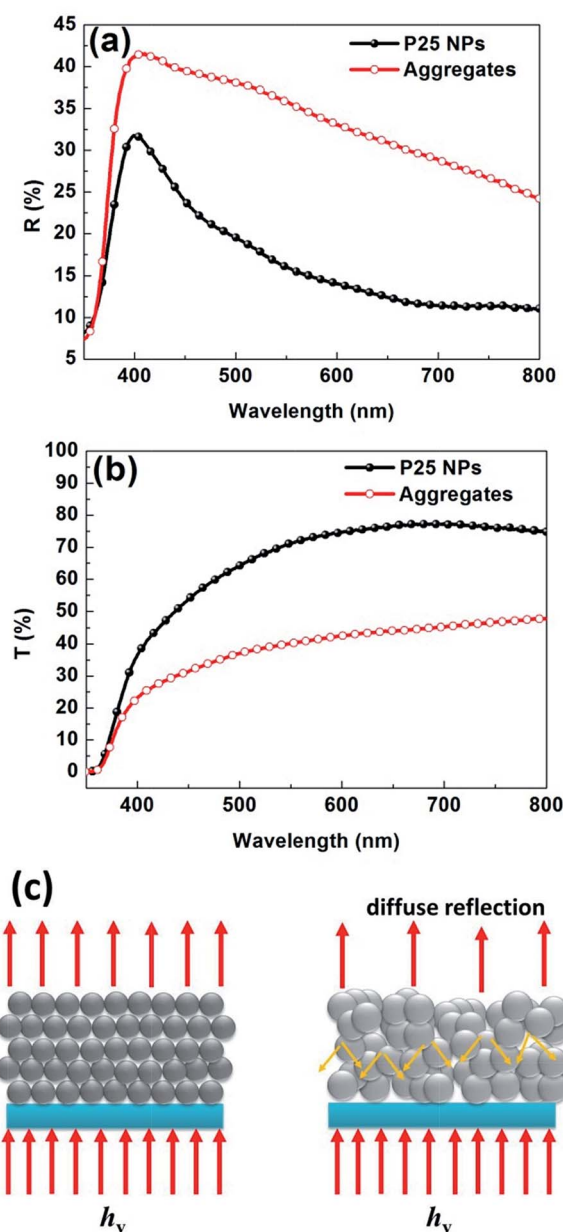 (a)
P25 NPs
Aggregates
45
40
35
30
25
20
15
10
5
R (%)
400 500 600 700 800
Wavelength (nm)
(b)
P25 NPs
Aggregates
100
90
80
70
60
50
40
30
20
10
0
T (%)
400 500 600 700 800
Wavelength (nm)
(c)
diffuse reflection
hv
hv